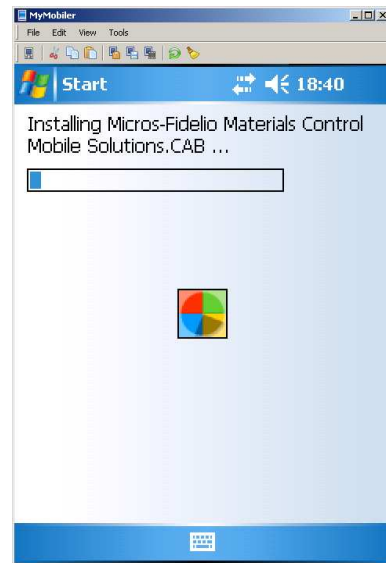 MyMobiler
File Edit View Tools
Start 18:40
Installing Micros-Fidelio Materials Control
Mobile Solutions.CAB ...